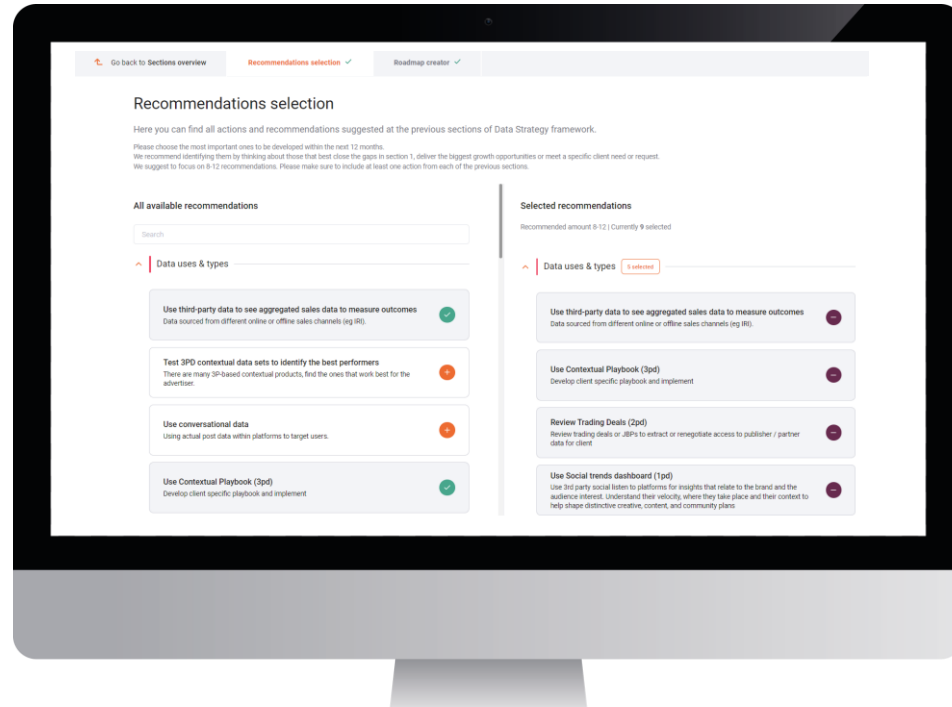 Go back to Sections overview
Recommendations selection
Roadmap creator
Recommendations selection
Here you can find all actions and recommendations suggested at the previous sections of Data Strategy framework.
Please choose the most important ones to be developed within the next 12 months.
We recommend identifying them by thinking about those that best close the gaps in section 1, deliver the biggest growth opportunities or meet a specific client need or request.
We suggest to focus on 8-12 recommendations. Please make sure to include at least one action from each of the previous sections.
All available recommendations
Search
Data uses & types
Use third-party data to see aggregated sales data to measure outcomes
Data sourced from different online or offline sales channels (eg IRI).
Test 3PD contextual data sets to identify the best performers
There are many 3P-based contextual products, find the ones that work best for the
advertiser.
Use conversational data
Using actual post data within platforms to target users.
Use Contextual Playbook (3pd)
Develop client specific playbook and implement
Selected recommendations
Recommended amount 8-12 | Currently 9 selected
Data uses & types
5 selected
Use third-party data to see aggregated sales data to measure outcomes
Data sourced from different online or offline sales channels (eg IRI).
Use Contextual Playbook (3pd)
Develop client specific playbook and implement
Review Trading Deals (2pd)
Review trading deals or JBPs to extract or renegotiate access to publisher / partner
data for client
Use Social trends dashboard (1pd)
Use 3rd party social listen to platforms for insights that relate to the brand and the
audience interest. Understand their velocity, where they take place and their context to
help shape distinctive creative, content, and community plans